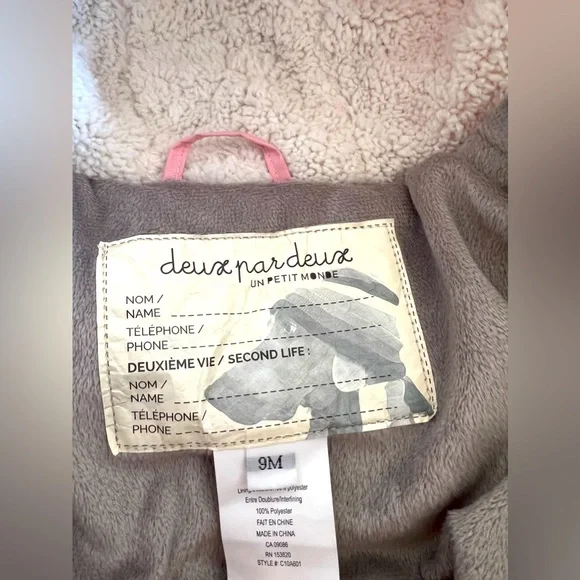 deux par deux
UN PETIT MONDE
NOM /
NAME
TÉLÉPHONE /
PHONE
DEUXIÈME VIE / SECOND LIFE :
NOM /
NAME
TÉLÉPHONE /
PHONE
9M
Entre Doublure/Interlining
100% Polyester
FAIT EN CHINE
MADE IN CHINA
CA 09086
RN 153820
STYLE # C10A601